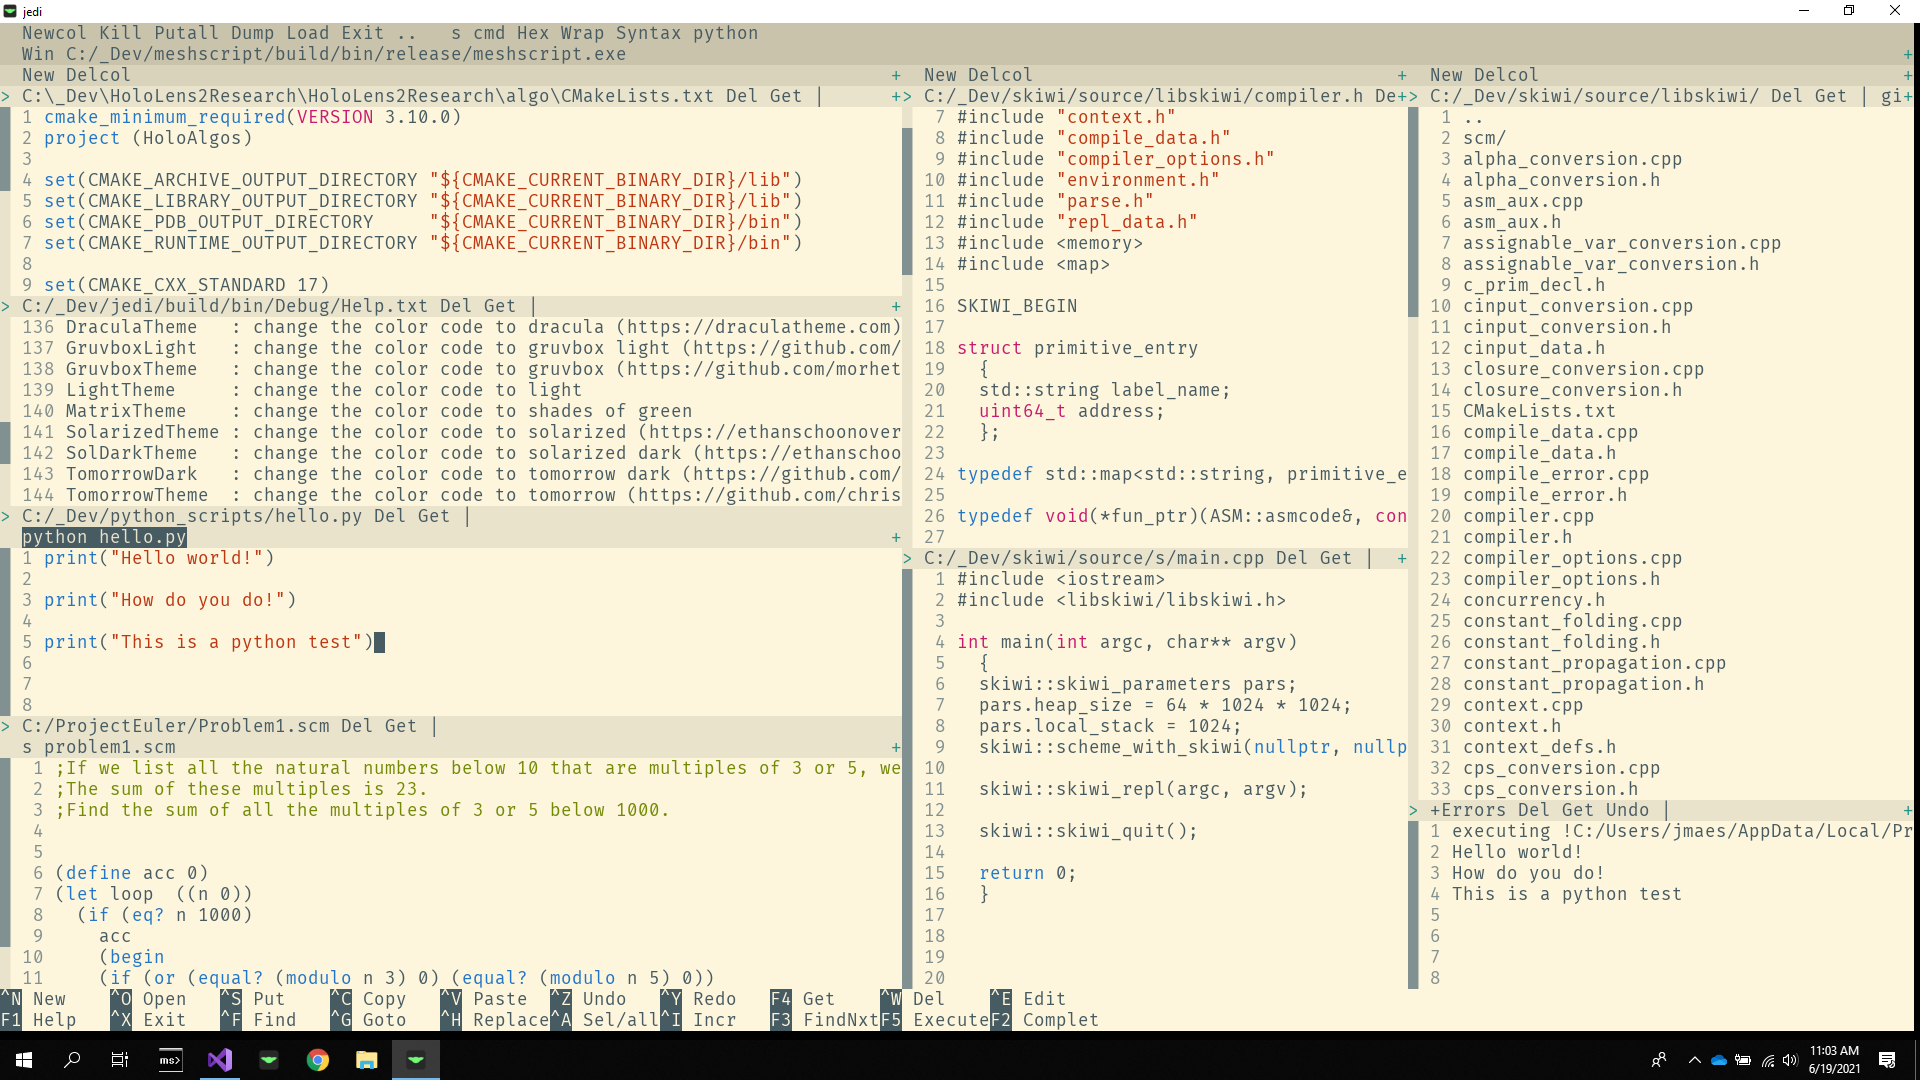 jedi
Newcol Kill Putall Dump Load Exit .. s cmd Hex Wrap Syntax python
Win C:/_Dev/meshscript/build/bin/release/meshscript.exe +
New Delcol +
> C:\_Dev\HoloLens2Research\HoloLens2Research\algo\CMakeLists.txt Del Get | +
1 cmake_minimum_required(VERSION 3.10.0)
2 project (HoloAlgos)
3
4 set(CMAKE_ARCHIVE_OUTPUT_DIRECTORY "${CMAKE_CURRENT_BINARY_DIR}/lib")
5 set(CMAKE_LIBRARY_OUTPUT_DIRECTORY "${CMAKE_CURRENT_BINARY_DIR}/lib")
6 set(CMAKE_PDB_OUTPUT_DIRECTORY     "${CMAKE_CURRENT_BINARY_DIR}/bin")
7 set(CMAKE_RUNTIME_OUTPUT_DIRECTORY "${CMAKE_CURRENT_BINARY_DIR}/bin")
8
9 set(CMAKE_CXX_STANDARD 17)
> C:/_Dev/jedi/build/bin/Debug/Help.txt Del Get | +
136 DraculaTheme   : change the color code to dracula (https://draculatheme.com)
137 GruvboxLight   : change the color code to gruvbox light (https://github.com/
138 GruvboxTheme   : change the color code to gruvbox (https://github.com/morhet
139 LightTheme     : change the color code to light
140 MatrixTheme    : change the color code to shades of green
141 SolarizedTheme : change the color code to solarized (https://ethanschoonover
142 SolDarkTheme   : change the color code to solarized dark (https://ethanschoo
143 TomorrowDark   : change the color code to tomorrow dark (https://github.com/
144 TomorrowTheme  : change the color code to tomorrow (https://github.com/chris
> C:/_Dev/python_scripts/hello.py Del Get |
python hello.py +
1 print("Hello world!")
2
3 print("How do you do!")
4
5 print("This is a python test")
6
7
8
> C:/ProjectEuler/Problem1.scm Del Get |
s problem1.scm +
1 ;If we list all the natural numbers below 10 that are multiples of 3 or 5, we
2 ;The sum of these multiples is 23.
3 ;Find the sum of all the multiples of 3 or 5 below 1000.
4
5
6 (define acc 0)
7 (let loop  ((n 0))
8   (if (eq? n 1000)
9     acc
10     (begin
11     (if (or (equal? (modulo n 3) 0) (equal? (modulo n 5) 0))
New Delcol +
> C:/_Dev/skiwi/source/libskiwi/compiler.h De+
7 #include "context.h"
8 #include "compile_data.h"
9 #include "compiler_options.h"
10 #include "environment.h"
11 #include "parse.h"
12 #include "repl_data.h"
13 #include <memory>
14 #include <map>
15
16 SKIWI_BEGIN
17
18 struct primitive_entry
19   {
20   std::string label_name;
21   uint64_t address;
22   };
23
24 typedef std::map<std::string, primitive_e
25
26 typedef void(*fun_ptr)(ASM::asmcode&, con
27
> C:/_Dev/skiwi/source/s/main.cpp Del Get | +
1 #include <iostream>
2 #include <libskiwi/libskiwi.h>
3
4 int main(int argc, char** argv)
5   {
6   skiwi::skiwi_parameters pars;
7   pars.heap_size = 64 * 1024 * 1024;
8   pars.local_stack = 1024;
9   skiwi::scheme_with_skiwi(nullptr, nullp
10
11   skiwi::skiwi_repl(argc, argv);
12
13   skiwi::skiwi_quit();
14
15   return 0;
16   }
17
18
19
20
New Delcol +
> C:/_Dev/skiwi/source/libskiwi/ Del Get | gi+
1 ..
2 scm/
3 alpha_conversion.cpp
4 alpha_conversion.h
5 asm_aux.cpp
6 asm_aux.h
7 assignable_var_conversion.cpp
8 assignable_var_conversion.h
9 c_prim_decl.h
10 cinput_conversion.cpp
11 cinput_conversion.h
12 cinput_data.h
13 closure_conversion.cpp
14 closure_conversion.h
15 CMakeLists.txt
16 compile_data.cpp
17 compile_data.h
18 compile_error.cpp
19 compile_error.h
20 compiler.cpp
21 compiler.h
22 compiler_options.cpp
23 compiler_options.h
24 concurrency.h
25 constant_folding.cpp
26 constant_folding.h
27 constant_propagation.cpp
28 constant_propagation.h
29 context.cpp
30 context.h
31 context_defs.h
32 cps_conversion.cpp
33 cps_conversion.h
> +Errors Del Get Undo | +
1 executing !C:/Users/jmaes/AppData/Local/Pr
2 Hello world!
3 How do you do!
4 This is a python test
5
6
7
8
^N New ^O Open ^S Put ^C Copy ^V Paste ^Z Undo ^Y Redo F4 Get ^W Del ^E Edit
F1 Help ^X Exit ^F Find ^G Goto ^H Replace ^A Sel/all ^I Incr F3 FindNxt F5 Execute F2 Complet
ms>
11:03 AM
6/19/2021